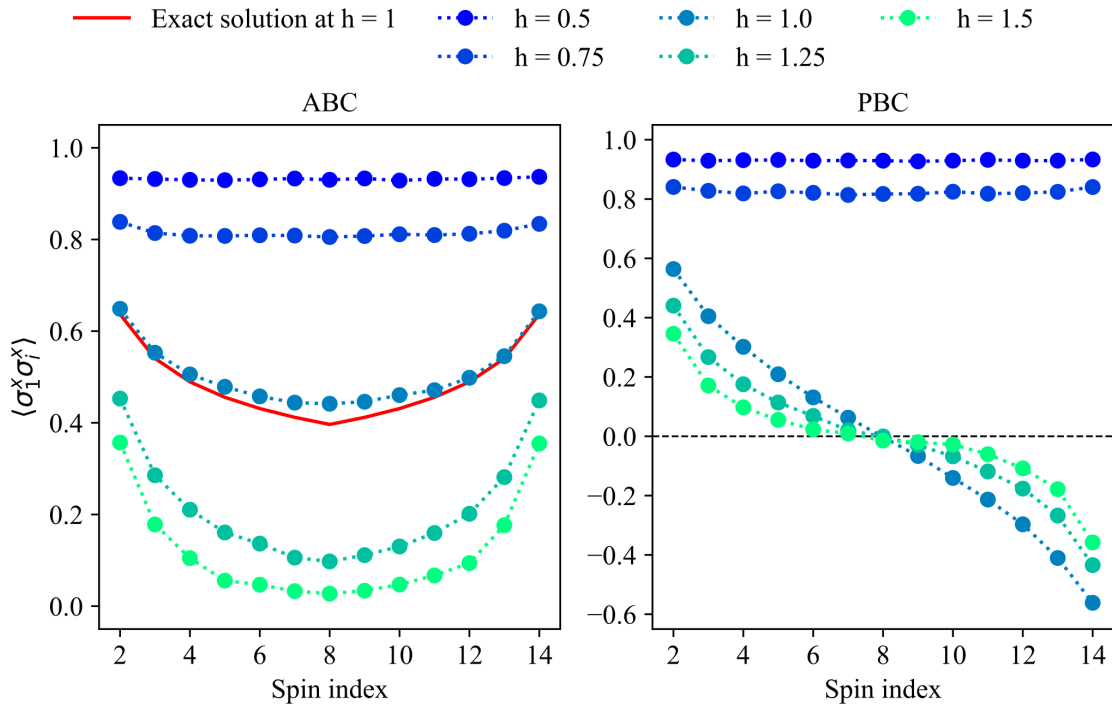 Exact solution at h = 1
h = 0.5
h = 0.75
h = 1.0
h = 1.25
h = 1.5
ABC
PBC
⟨σ₁ˣσᵢˣ⟩
1.0
0.8
0.6
0.4
0.2
0.0
2 4 6 8 10 12 14
Spin index
1.0
0.8
0.6
0.4
0.2
0.0
−0.2
−0.4
−0.6
2 4 6 8 10 12 14
Spin index